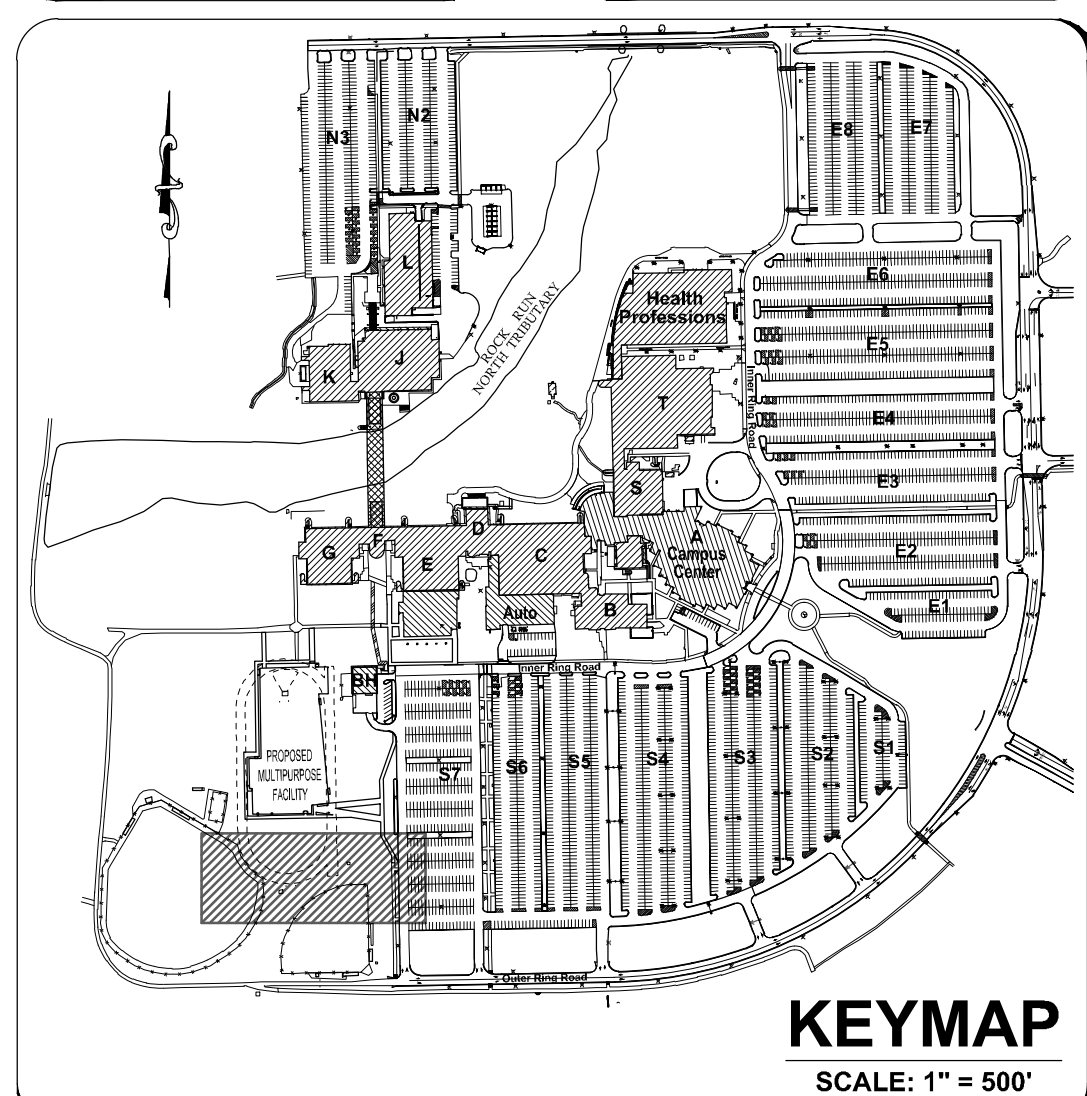 N3
N2
E8
E7
L
E6
Health
Professions
ROCK RUN
NORTH TRIBUTARY
E5
J
K
Inner Ring Road
T
E4
S
E3
D
A
Campus
Center
G
F
E
C
E2
Auto
B
E1
Inner Ring Road
BH
PROPOSED
MULTIPURPOSE
FACILITY
S7
S6
S5
S4
S3
S2
S1
Outer Ring Road
KEYMAP
SCALE: 1" = 500'